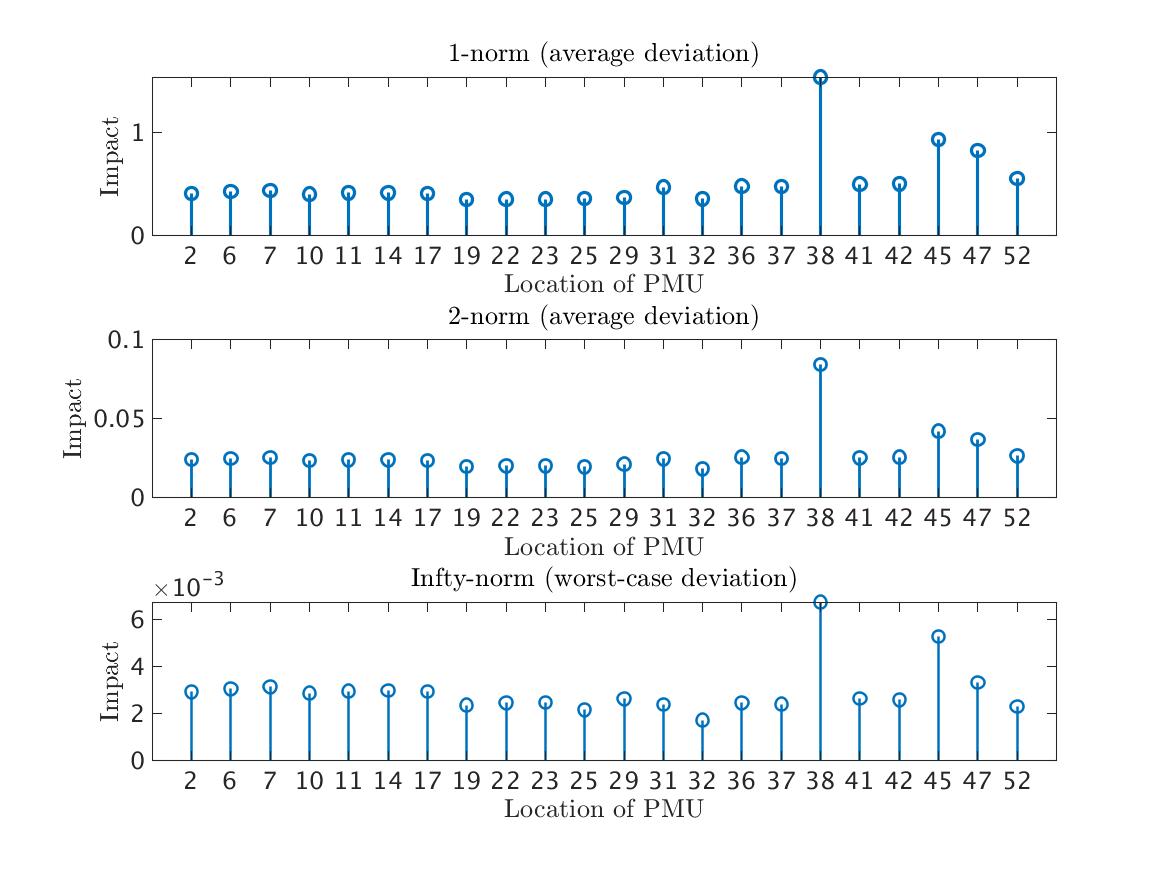 1-norm (average deviation)
Impact
1
0
2 6 7 10 11 14 17 19 22 23 25 29 31 32 36 37 38 41 42 45 47 52
Location of PMU
2-norm (average deviation)
Impact
0.1
0.05
0
2 6 7 10 11 14 17 19 22 23 25 29 31 32 36 37 38 41 42 45 47 52
Location of PMU
Infty-norm (worst-case deviation)
×10⁻³
Impact
6
4
2
0
2 6 7 10 11 14 17 19 22 23 25 29 31 32 36 37 38 41 42 45 47 52
Location of PMU